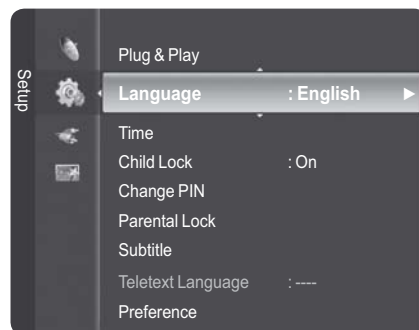 Setup
Plug & Play
Language : English
Time
Child Lock : On
Change PIN
Parental Lock
Subtitle
Teletext Language : ----
Preference